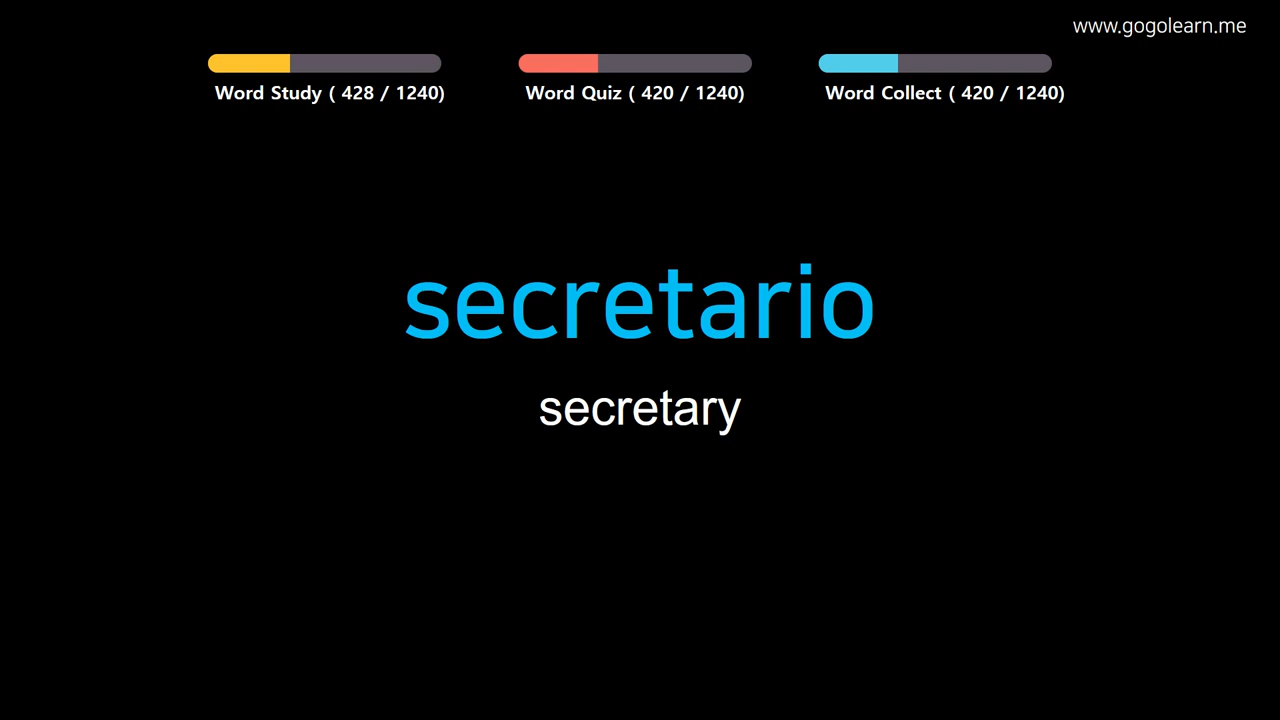 www.gogolearn.me
Word Study ( 428 / 1240)
Word Quiz ( 420 / 1240)
Word Collect ( 420 / 1240)
secretario
secretary